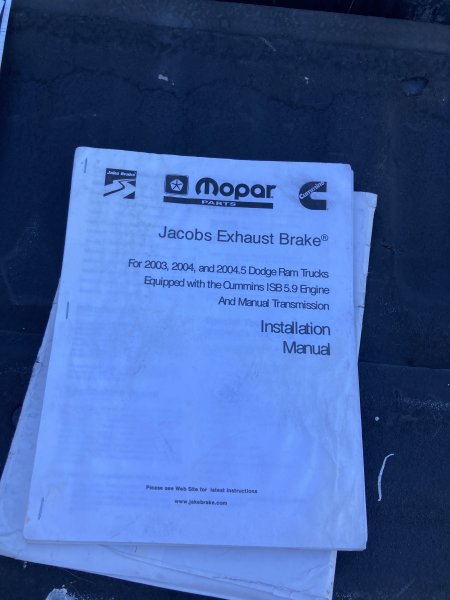 Jake Brake
Mopar
PARTS
Cummins
Jacobs Exhaust Brake®
For 2003, 2004, and 2004.5 Dodge Ram Trucks
Equipped with the Cummins ISB 5.9 Engine
And Manual Transmission
Installation
Manual
Please see Web Site for latest instructions
www.jakebrake.com